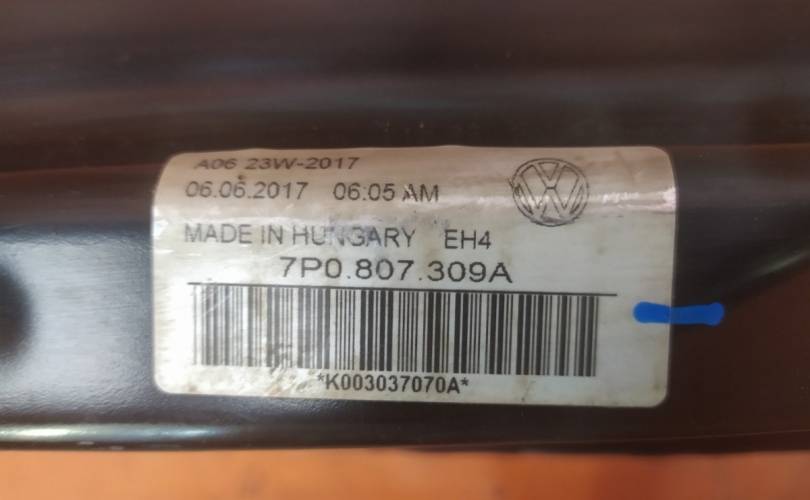 A06 23W-2017
06.06.2017 06:05 AM
MADE IN HUNGARY EH4
7P0.807.309A
*K003037070A*